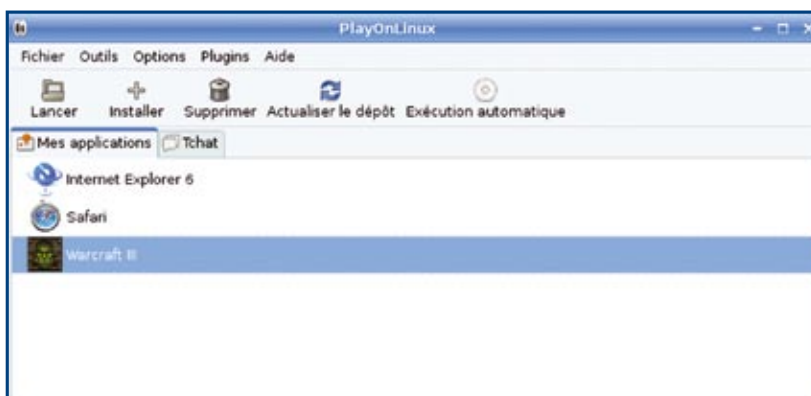 PlayOnLinux
Fichier Outils Options Plugins Aide
Lancer Installer Supprimer Actualiser le dépôt Exécution automatique
Mes applications Tchat
Internet Explorer 6
Safari
Warcraft III